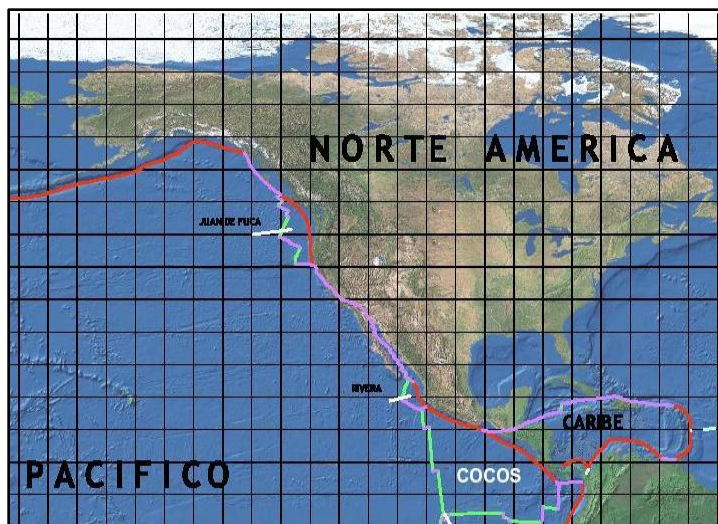 NORTE AMERICA
JUAN DE FUCA
RIVERA
CARIBE
PACIFICO
COCOS